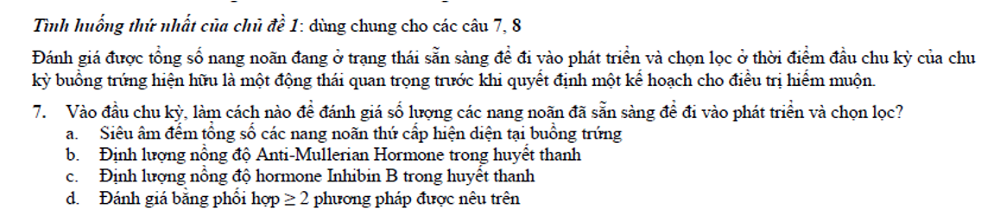 Tình huống thứ nhất của chủ đề 1: dùng chung cho các câu 7, 8
Đánh giá được tổng số nang noãn đang ở trạng thái sẵn sàng để đi vào phát triển và chọn lọc ở thời điểm đầu chu kỳ của chu
kỳ buồng trứng hiện hữu là một động thái quan trọng trước khi quyết định một kế hoạch cho điều trị hiếm muộn.
7. Vào đầu chu kỳ, làm cách nào để đánh giá số lượng các nang noãn đã sẵn sàng để đi vào phát triển và chọn lọc?
a. Siêu âm đếm tổng số các nang noãn thứ cấp hiện diện tại buồng trứng
b. Định lượng nồng độ Anti-Mullerian Hormone trong huyết thanh
c. Định lượng nồng độ hormone Inhibin B trong huyết thanh
d. Đánh giá bằng phối hợp ≥ 2 phương pháp được nêu trên